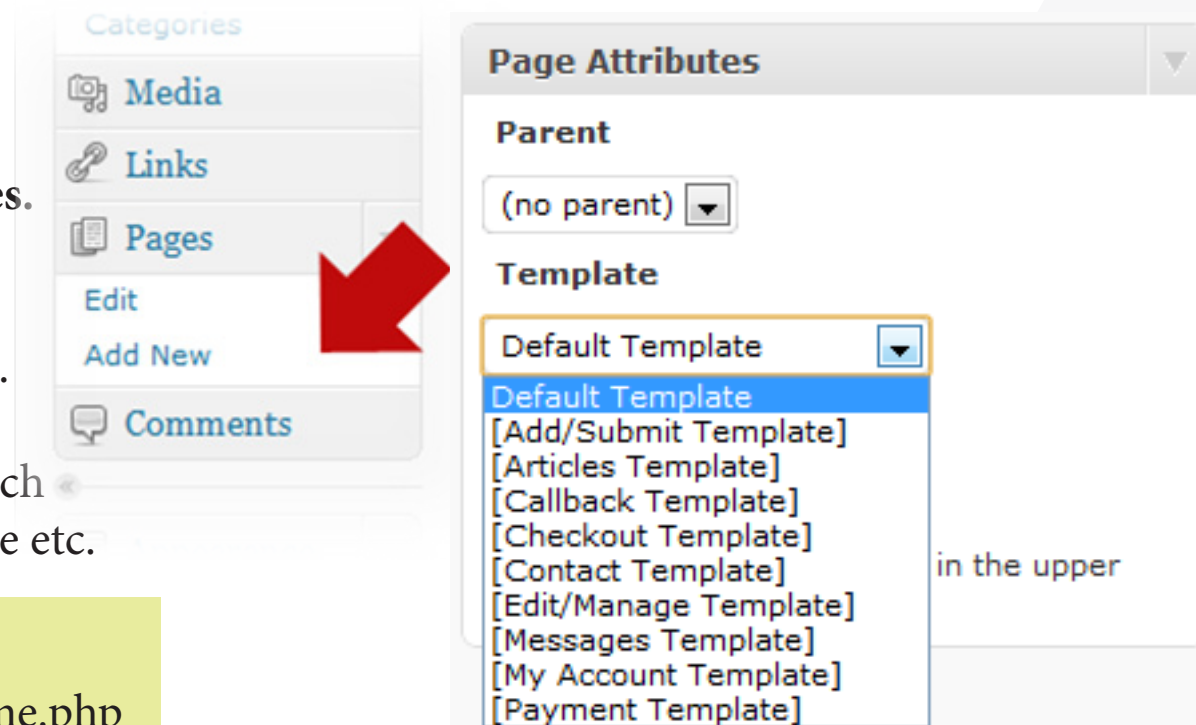 es.
.
ch
e etc.
ne.php
Categories
Media
Links
Pages
Edit
Add New
Comments
Page Attributes
Parent
(no parent)
Template
Default Template
Default Template
[Add/Submit Template]
[Articles Template]
[Callback Template]
[Checkout Template]
[Contact Template]
[Edit/Manage Template]
[Messages Template]
[My Account Template]
[Payment Template]
in the upper